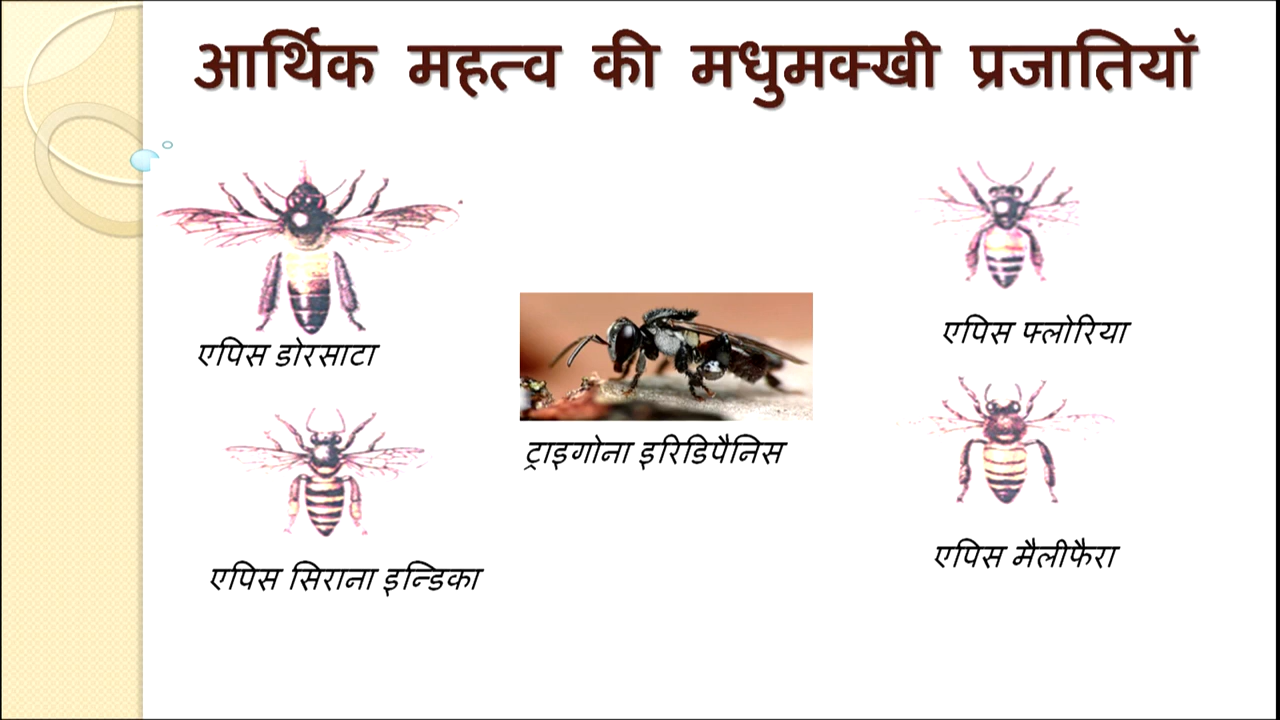 आर्थिक महत्व की मधुमक्खी प्रजातियॉ
एपिस डोरसाटा
एपिस फ्लोरिया
ट्राइगोना इरिडिपैनिस
एपिस सिराना इन्डिका
एपिस मैलीफैरा